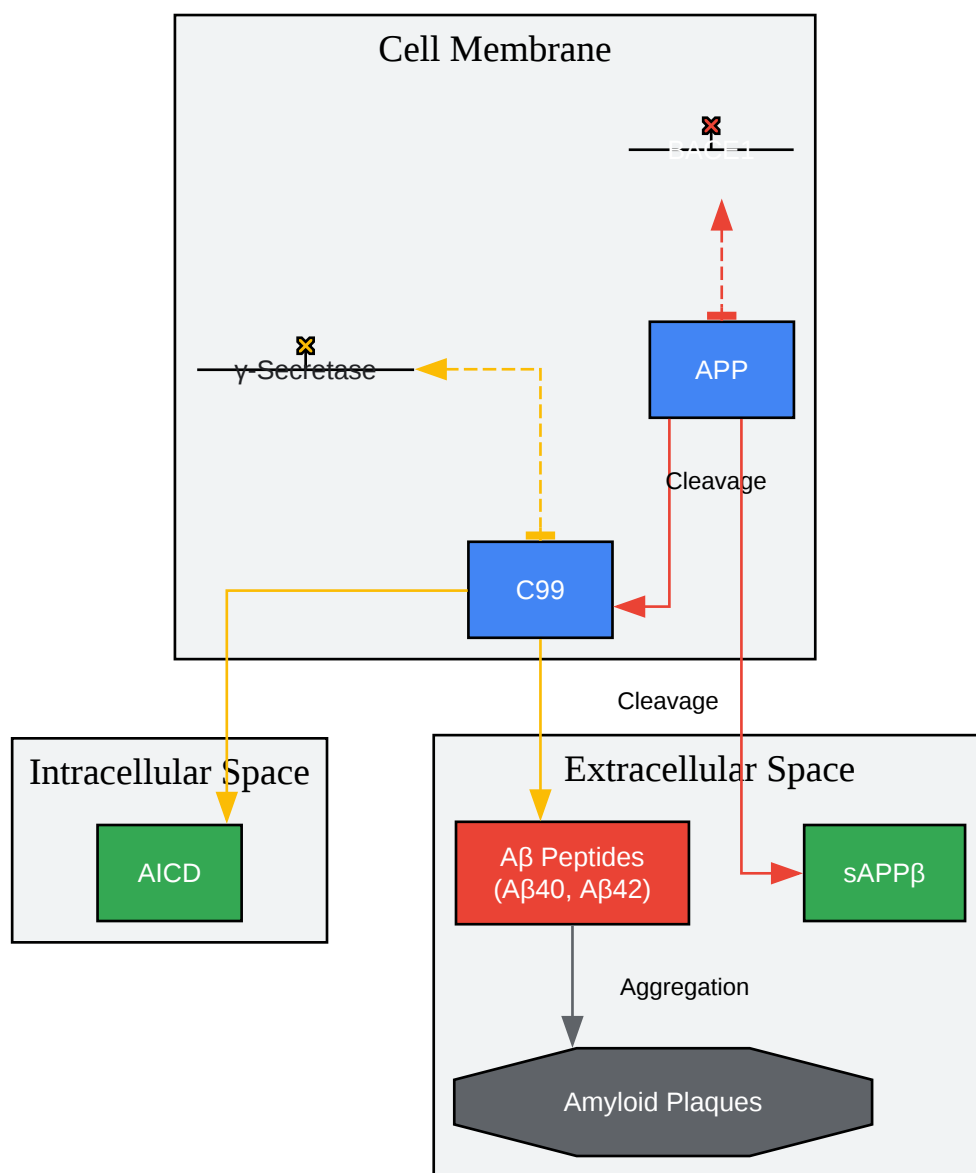 Cell Membrane
BACE1
γ-Secretase
APP
Cleavage
C99
Cleavage
Intracellular Space
Extracellular Space
AICD
Aβ Peptides
(Aβ40, Aβ42)
sAPPβ
Aggregation
Amyloid Plaques